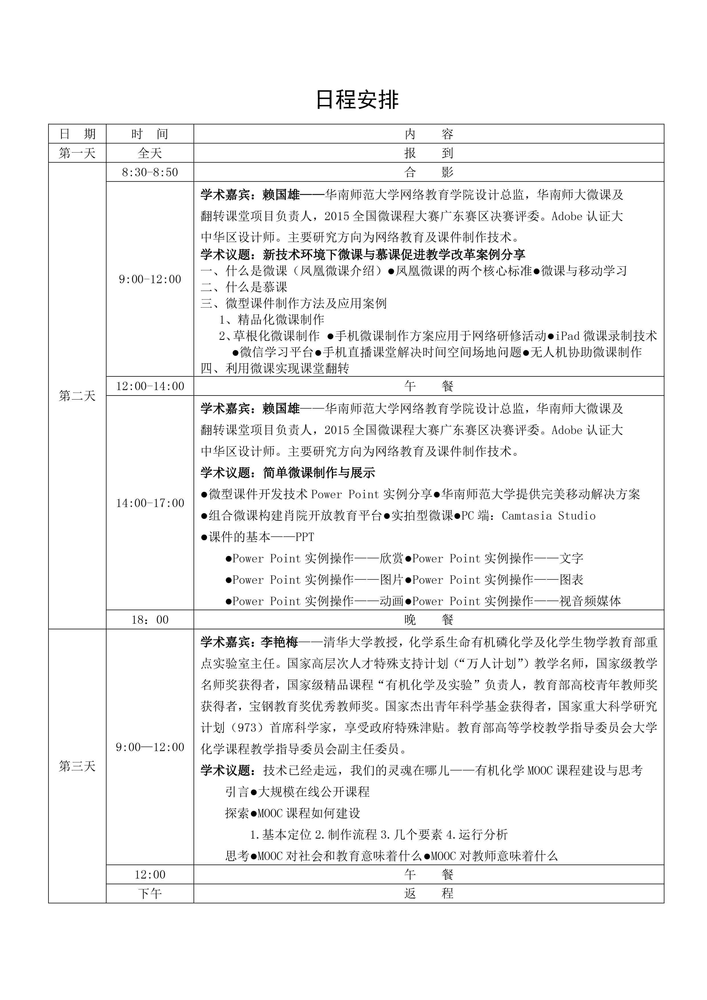 日程安排
日 期 时 间 内 容
第一天 全天 报 到
第二天
8:30-8:50 合 影
9:00-12:00
学术嘉宾：赖国雄——华南师范大学网络教育学院设计总监，华南师大微课及
翻转课堂项目负责人，2015 全国微课程大赛广东赛区决赛评委。Adobe 认证大
中华区设计师。主要研究方向为网络教育及课件制作技术。
学术议题：新技术环境下微课与慕课促进教学改革案例分享
一、什么是微课（凤凰微课介绍）●凤凰微课的两个核心标准●微课与移动学习
二、什么是慕课
三、微型课件制作方法及应用案例
1、精品化微课制作
2、草根化微课制作 ●手机微课制作方案应用于网络研修活动●iPad 微课录制技术
●微信学习平台●手机直播课堂解决时间空间场地问题●无人机协助微课制作
四、利用微课实现课堂翻转
12:00-14:00 午 餐
14:00-17:00
学术嘉宾：赖国雄——华南师范大学网络教育学院设计总监，华南师大微课及
翻转课堂项目负责人，2015 全国微课程大赛广东赛区决赛评委。Adobe 认证大
中华区设计师。主要研究方向为网络教育及课件制作技术。
学术议题：简单微课制作与展示
●微型课件开发技术 Power Point 实例分享●华南师范大学提供完美移动解决方案
●组合微课构建肖院开放教育平台●实拍型微课●PC 端：Camtasia Studio
●课件的基本——PPT
●Power Point 实例操作——欣赏●Power Point 实例操作——文字
●Power Point 实例操作——图片●Power Point 实例操作——图表
●Power Point 实例操作——动画●Power Point 实例操作——视音频媒体
18：00 晚 餐
第三天
9:00—12:00
学术嘉宾：李艳梅——清华大学教授，化学系生命有机磷化学及化学生物学教育部重
点实验室主任。国家高层次人才特殊支持计划（“万人计划”）教学名师，国家级教学
名师奖获得者，国家级精品课程“有机化学及实验”负责人，教育部高校青年教师奖
获得者，宝钢教育奖优秀教师奖。国家杰出青年科学基金获得者，国家重大科学研究
计划（973）首席科学家，享受政府特殊津贴。教育部高等学校教学指导委员会大学
化学课程教学指导委员会副主任委员。
学术议题：技术已经走远，我们的灵魂在哪儿——有机化学 MOOC 课程建设与思考
引言●大规模在线公开课程
探索●MOOC 课程如何建设
1.基本定位 2.制作流程 3.几个要素 4.运行分析
思考●MOOC 对社会和教育意味着什么●MOOC 对教师意味着什么
12:00 午 餐
下午 返 程